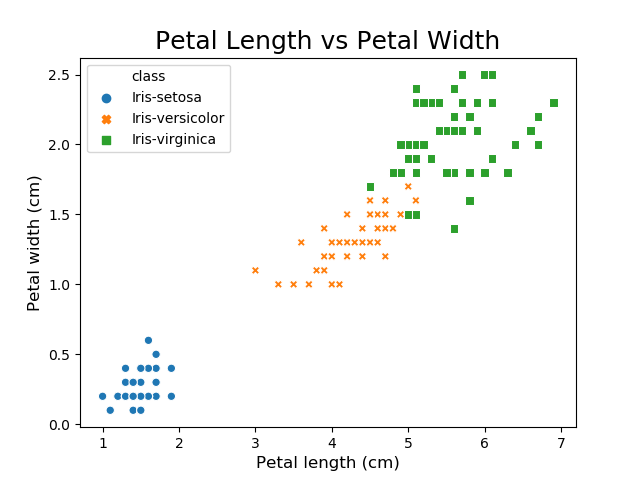 Petal Length vs Petal Width
class
Iris-setosa
Iris-versicolor
Iris-virginica
2.5
2.0
1.5
1.0
0.5
0.0
Petal width (cm)
1 2 3 4 5 6 7
Petal length (cm)